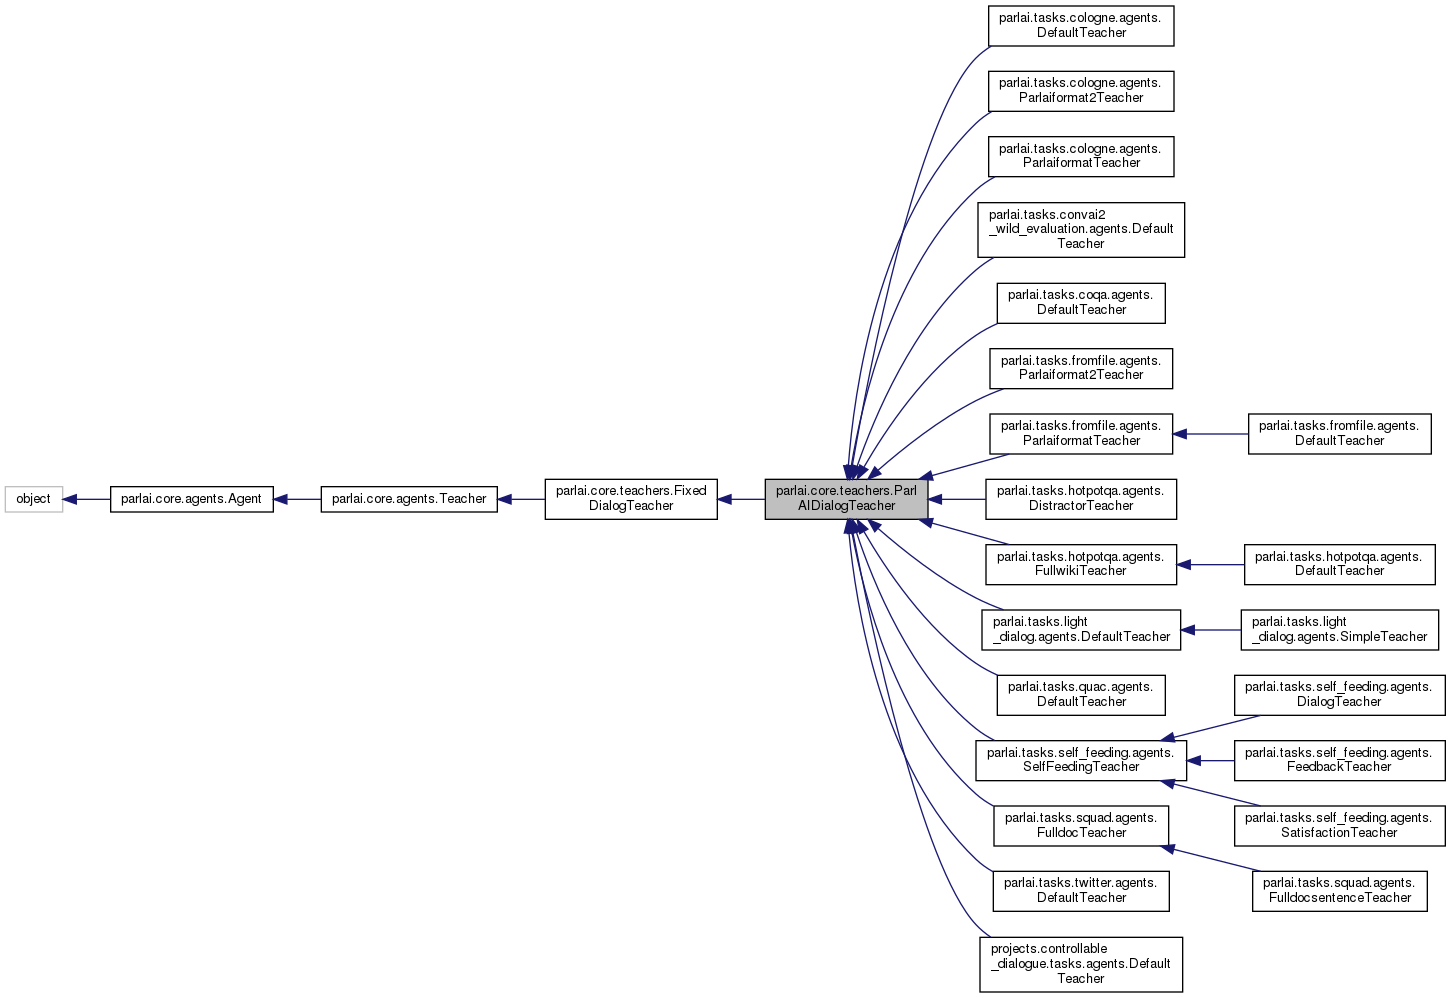 parlai.tasks.cologne.agents.
DefaultTeacher
parlai.tasks.cologne.agents.
Parlaiformat2Teacher
parlai.tasks.cologne.agents.
ParlaiformatTeacher
parlai.tasks.convai2
_wild_evaluation.agents.Default
Teacher
parlai.tasks.coqa.agents.
DefaultTeacher
parlai.tasks.fromfile.agents.
Parlaiformat2Teacher
parlai.tasks.fromfile.agents.
ParlaiformatTeacher
parlai.tasks.fromfile.agents.
DefaultTeacher
object
parlai.core.agents.Agent
parlai.core.agents.Teacher
parlai.core.teachers.Fixed
DialogTeacher
parlai.core.teachers.Parl
AIDialogTeacher
parlai.tasks.hotpotqa.agents.
DistractorTeacher
parlai.tasks.hotpotqa.agents.
FullwikiTeacher
parlai.tasks.hotpotqa.agents.
DefaultTeacher
parlai.tasks.light
_dialog.agents.DefaultTeacher
parlai.tasks.light
_dialog.agents.SimpleTeacher
parlai.tasks.quac.agents.
DefaultTeacher
parlai.tasks.self_feeding.agents.
DialogTeacher
parlai.tasks.self_feeding.agents.
SelfFeedingTeacher
parlai.tasks.self_feeding.agents.
FeedbackTeacher
parlai.tasks.self_feeding.agents.
SatisfactionTeacher
parlai.tasks.squad.agents.
FulldocTeacher
parlai.tasks.squad.agents.
FulldocsentenceTeacher
parlai.tasks.twitter.agents.
DefaultTeacher
projects.controllable
_dialogue.tasks.agents.Default
Teacher